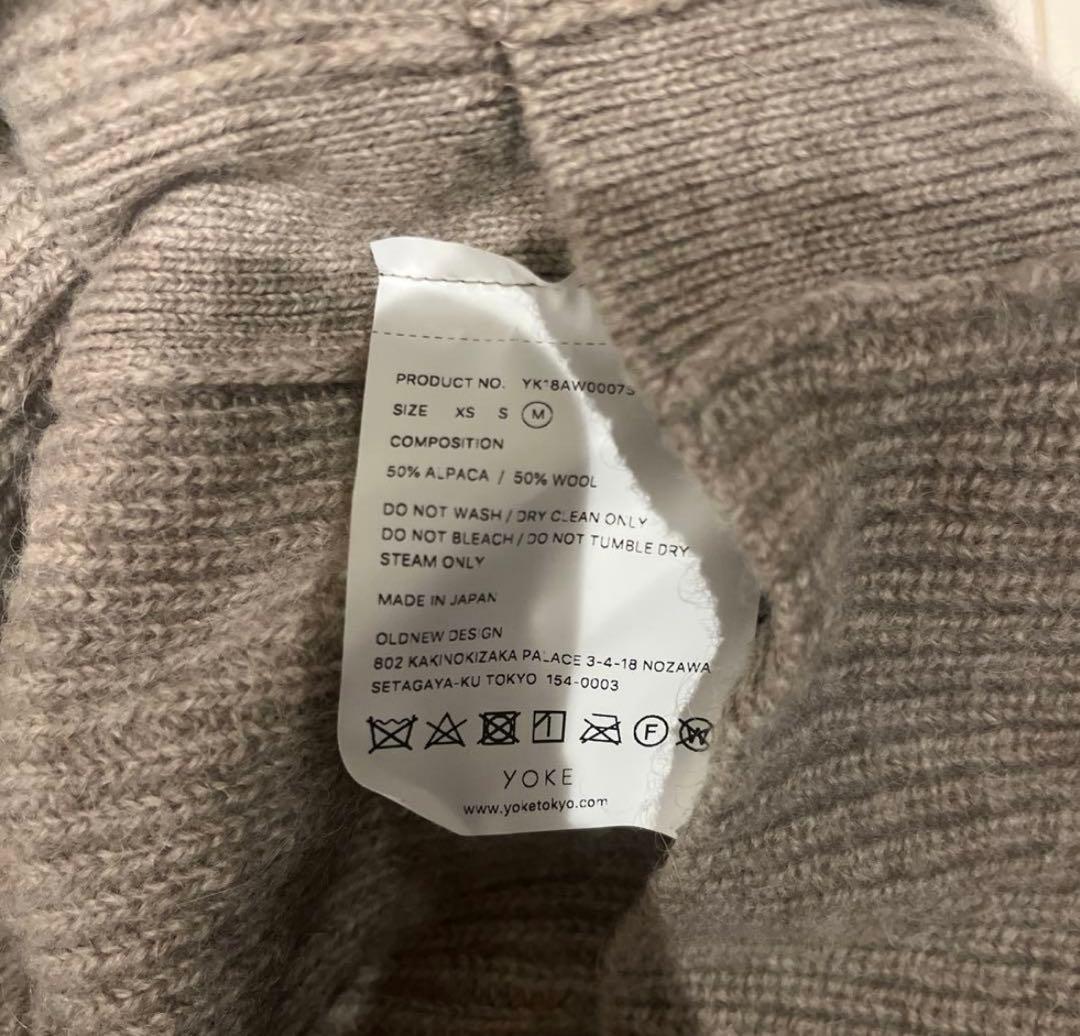 PRODUCT NO. YK18AW0007S
SIZE XS S M
COMPOSITION
50% ALPACA / 50% WOOL
DO NOT WASH / DRY CLEAN ONLY
DO NOT BLEACH / DO NOT TUMBLE DRY
STEAM ONLY
MADE IN JAPAN
OLDNEW DESIGN
802 KAKINOKIZAKA PALACE 3-4-18 NOZAWA
SETAGAYA-KU TOKYO 154-0003
F W
YOKE
www.yoketokyo.com